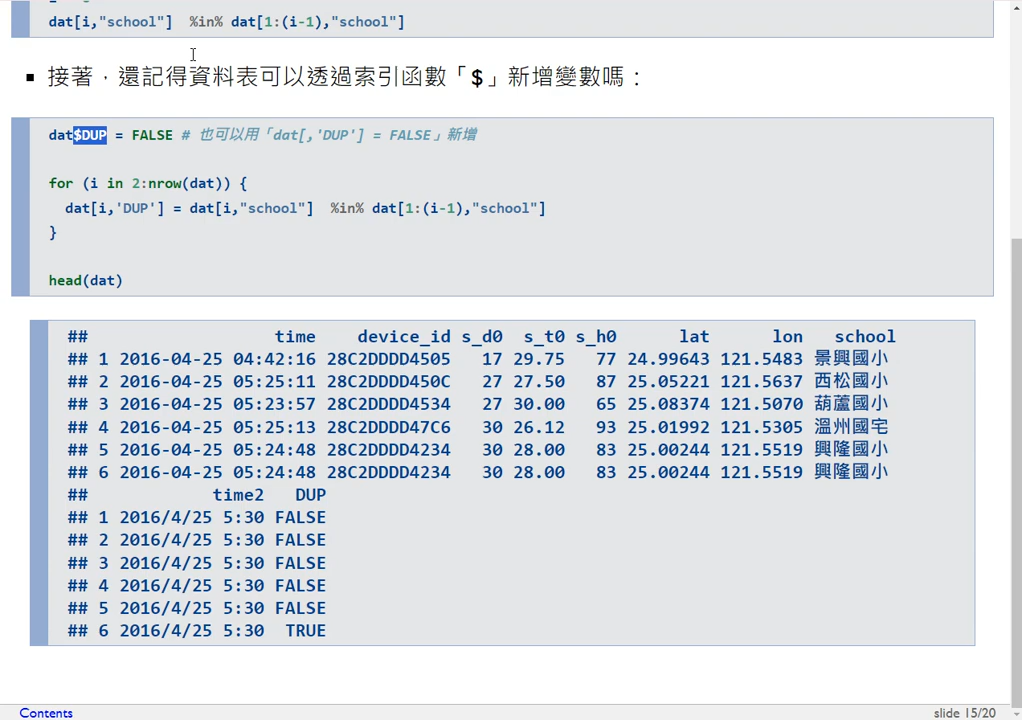 dat[i,"school"]  %in% dat[1:(i-1),"school"]
▪ 接著，還記得資料表可以透過索引函數「$」新增變數嗎：
dat$DUP = FALSE # 也可以用「dat[,'DUP'] = FALSE」新增
for (i in 2:nrow(dat)) {
  dat[i,'DUP'] = dat[i,"school"]  %in% dat[1:(i-1),"school"]
}
head(dat)
##                  time    device_id s_d0  s_t0 s_h0      lat      lon  school
## 1 2016-04-25 04:42:16 28C2DDDD4505   17 29.75   77 24.99643 121.5483 景興國小
## 2 2016-04-25 05:25:11 28C2DDDD450C   27 27.50   87 25.05221 121.5637 西松國小
## 3 2016-04-25 05:23:57 28C2DDDD4534   27 30.00   65 25.08374 121.5070 葫蘆國小
## 4 2016-04-25 05:25:13 28C2DDDD47C6   30 26.12   93 25.01992 121.5305 溫州國宅
## 5 2016-04-25 05:24:48 28C2DDDD4234   30 28.00   83 25.00244 121.5519 興隆國小
## 6 2016-04-25 05:24:48 28C2DDDD4234   30 28.00   83 25.00244 121.5519 興隆國小
##            time2   DUP
## 1 2016/4/25 5:30 FALSE
## 2 2016/4/25 5:30 FALSE
## 3 2016/4/25 5:30 FALSE
## 4 2016/4/25 5:30 FALSE
## 5 2016/4/25 5:30 FALSE
## 6 2016/4/25 5:30  TRUE
Contents
slide 15/20